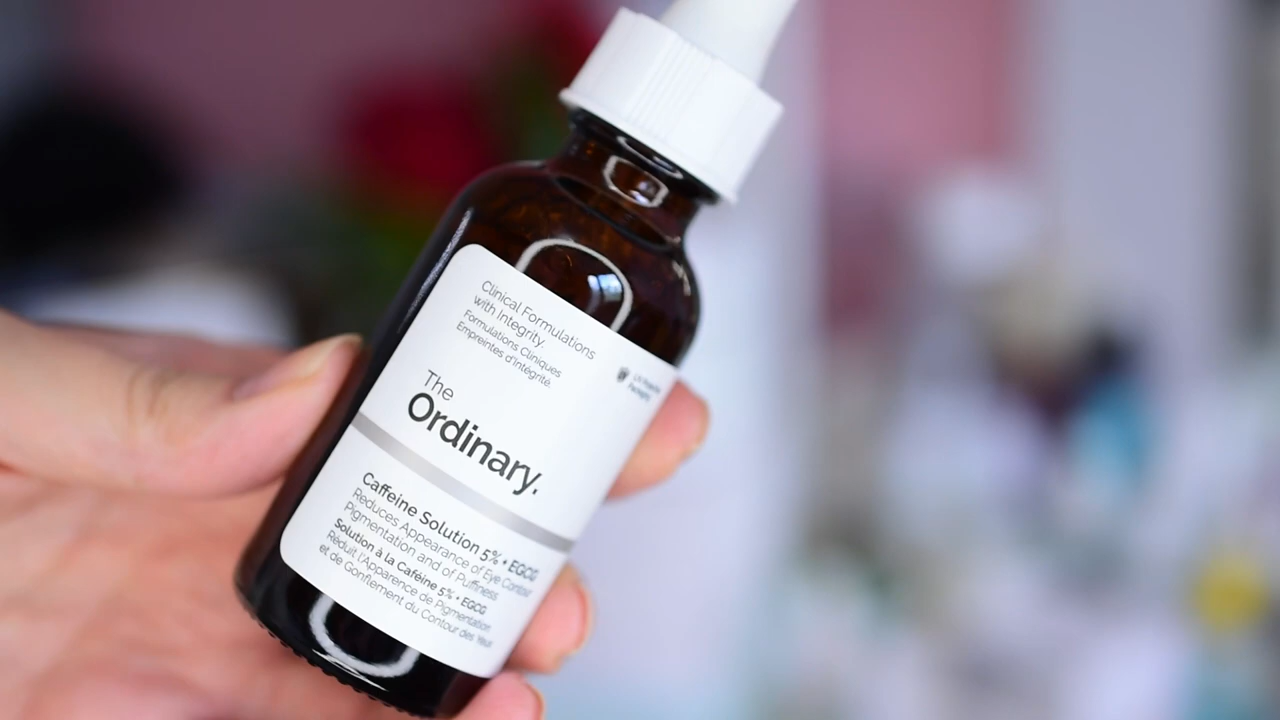 Clinical Formulations
with Integrity.
Formulations Cliniques
Empreintes d'Intégrité.
The
Ordinary.
Caffeine Solution 5% + EGCG
Reduces Appearance of Eye Contour
Pigmentation and of Puffiness
Solution à la Caféine 5% + EGCG
Réduit l'Apparence de Pigmentation
et de Gonflement du Contour des Yeux